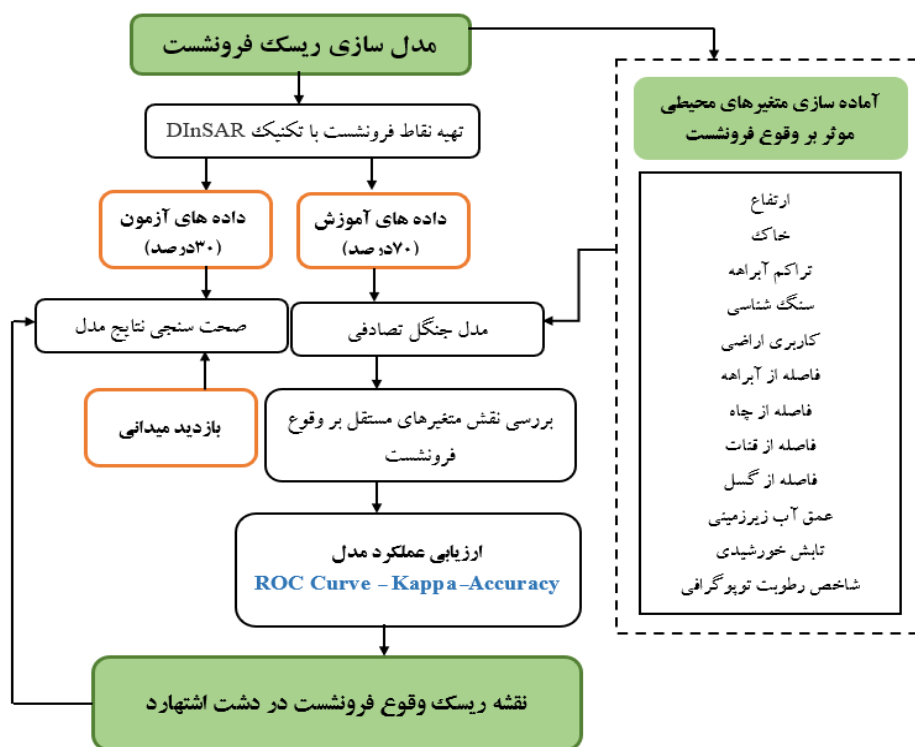 مدل سازی ریسک فرونشست
تهیه نقاط فرونشست با تکنیک DInSAR
داده های آموزش
(۷۰درصد)
داده های آزمون
(۳۰درصد)
مدل جنگل تصادفی
صحت سنجی نتایج مدل
بازدید میدانی
بررسی نقش متغیرهای مستقل بر وقوع
فرونشست
ارزیابی عملکرد مدل
ROC Curve – Kappa–Accuracy
نقشه ریسک وقوع فرونشست در دشت اشتهارد
آماده سازی متغیرهای محیطی
موثر بر وقوع فرونشست
ارتفاع
خاک
تراکم آبراهه
سنگ شناسی
کاربری اراضی
فاصله از آبراهه
فاصله از چاه
فاصله از قنات
فاصله از گسل
عمق آب زیرزمینی
تابش خورشیدی
شاخص رطوبت توپوگرافی